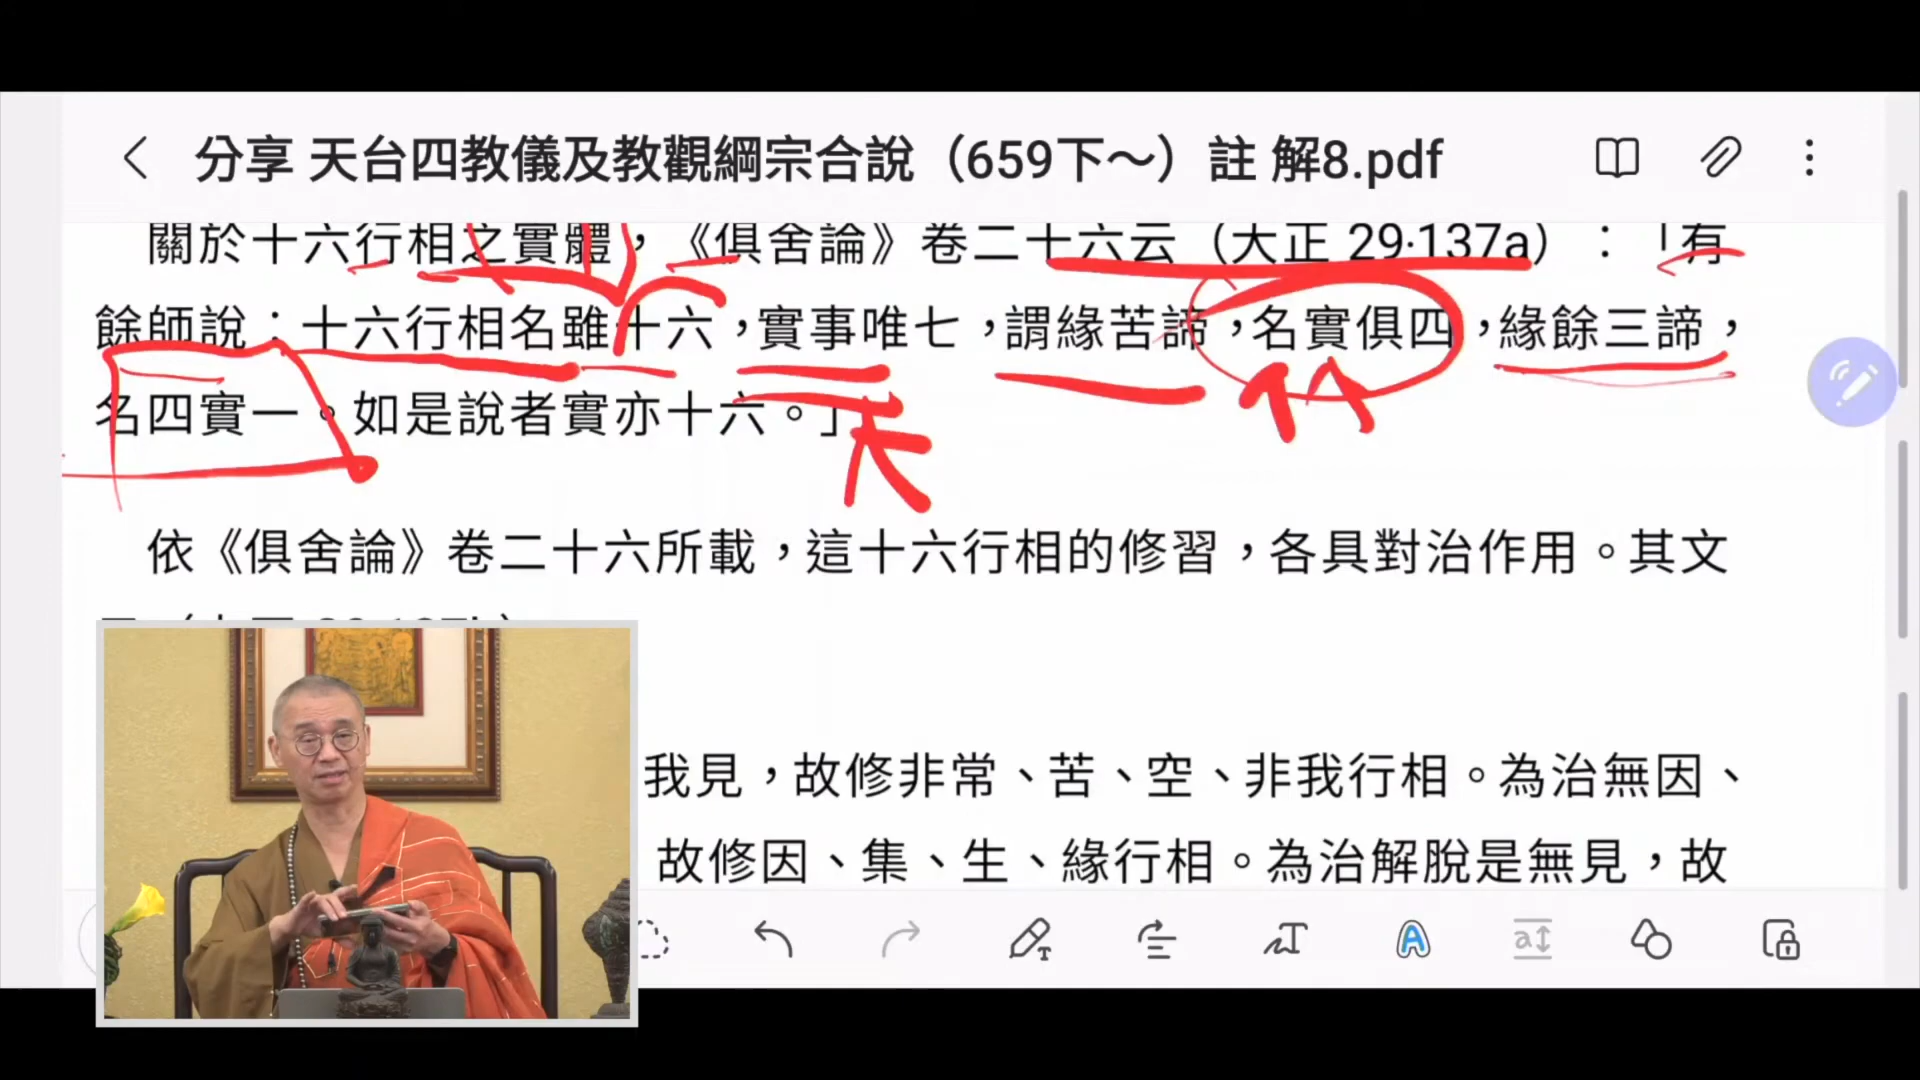 分享 天台四教儀及教觀綱宗合說（659下～）註 解8.pdf
關於十六行相之實體，《俱舍論》卷二十六云（大正 29·137a）：「有
餘師說：十六行相名雖十六，實事唯七，謂緣苦諦，名實俱四，緣餘三諦，
名四實一。如是說者實亦十六。」
依《俱舍論》卷二十六所載，這十六行相的修習，各具對治作用。其文
我見，故修非常、苦、空、非我行相。為治無因、
故修因、集、生、緣行相。為治解脫是無見，故